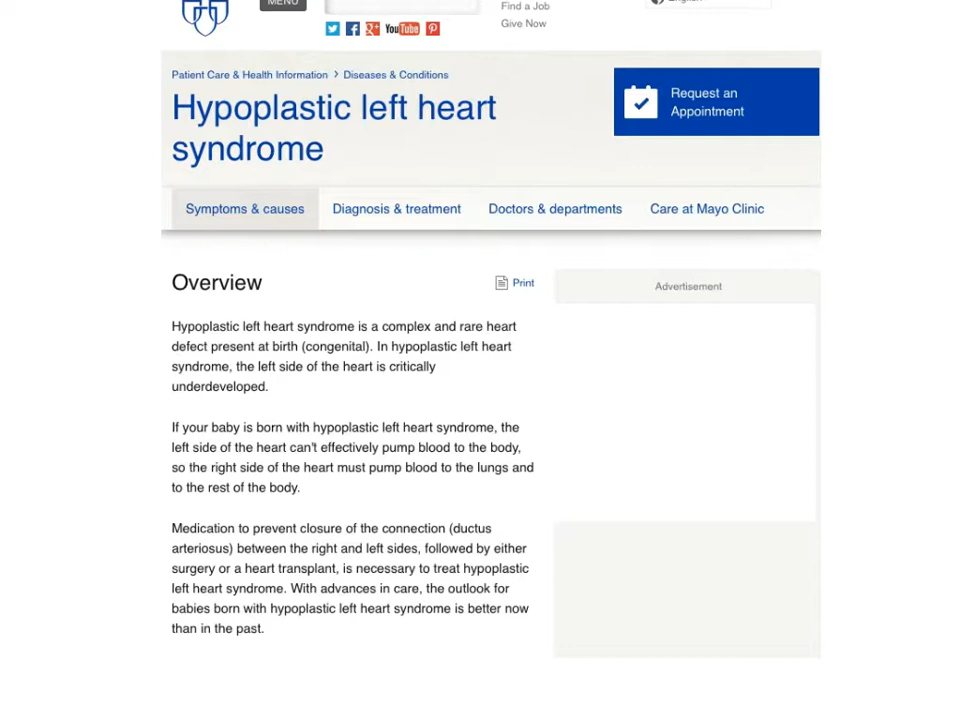 MENU
Find a Job
Give Now
English
YouTube
Patient Care & Health Information › Diseases & Conditions
Hypoplastic left heart
syndrome
Request an
Appointment
Symptoms & causes
Diagnosis & treatment
Doctors & departments
Care at Mayo Clinic
Overview
Print
Advertisement
Hypoplastic left heart syndrome is a complex and rare heart
defect present at birth (congenital). In hypoplastic left heart
syndrome, the left side of the heart is critically
underdeveloped.
If your baby is born with hypoplastic left heart syndrome, the
left side of the heart can't effectively pump blood to the body,
so the right side of the heart must pump blood to the lungs and
to the rest of the body.
Medication to prevent closure of the connection (ductus
arteriosus) between the right and left sides, followed by either
surgery or a heart transplant, is necessary to treat hypoplastic
left heart syndrome. With advances in care, the outlook for
babies born with hypoplastic left heart syndrome is better now
than in the past.